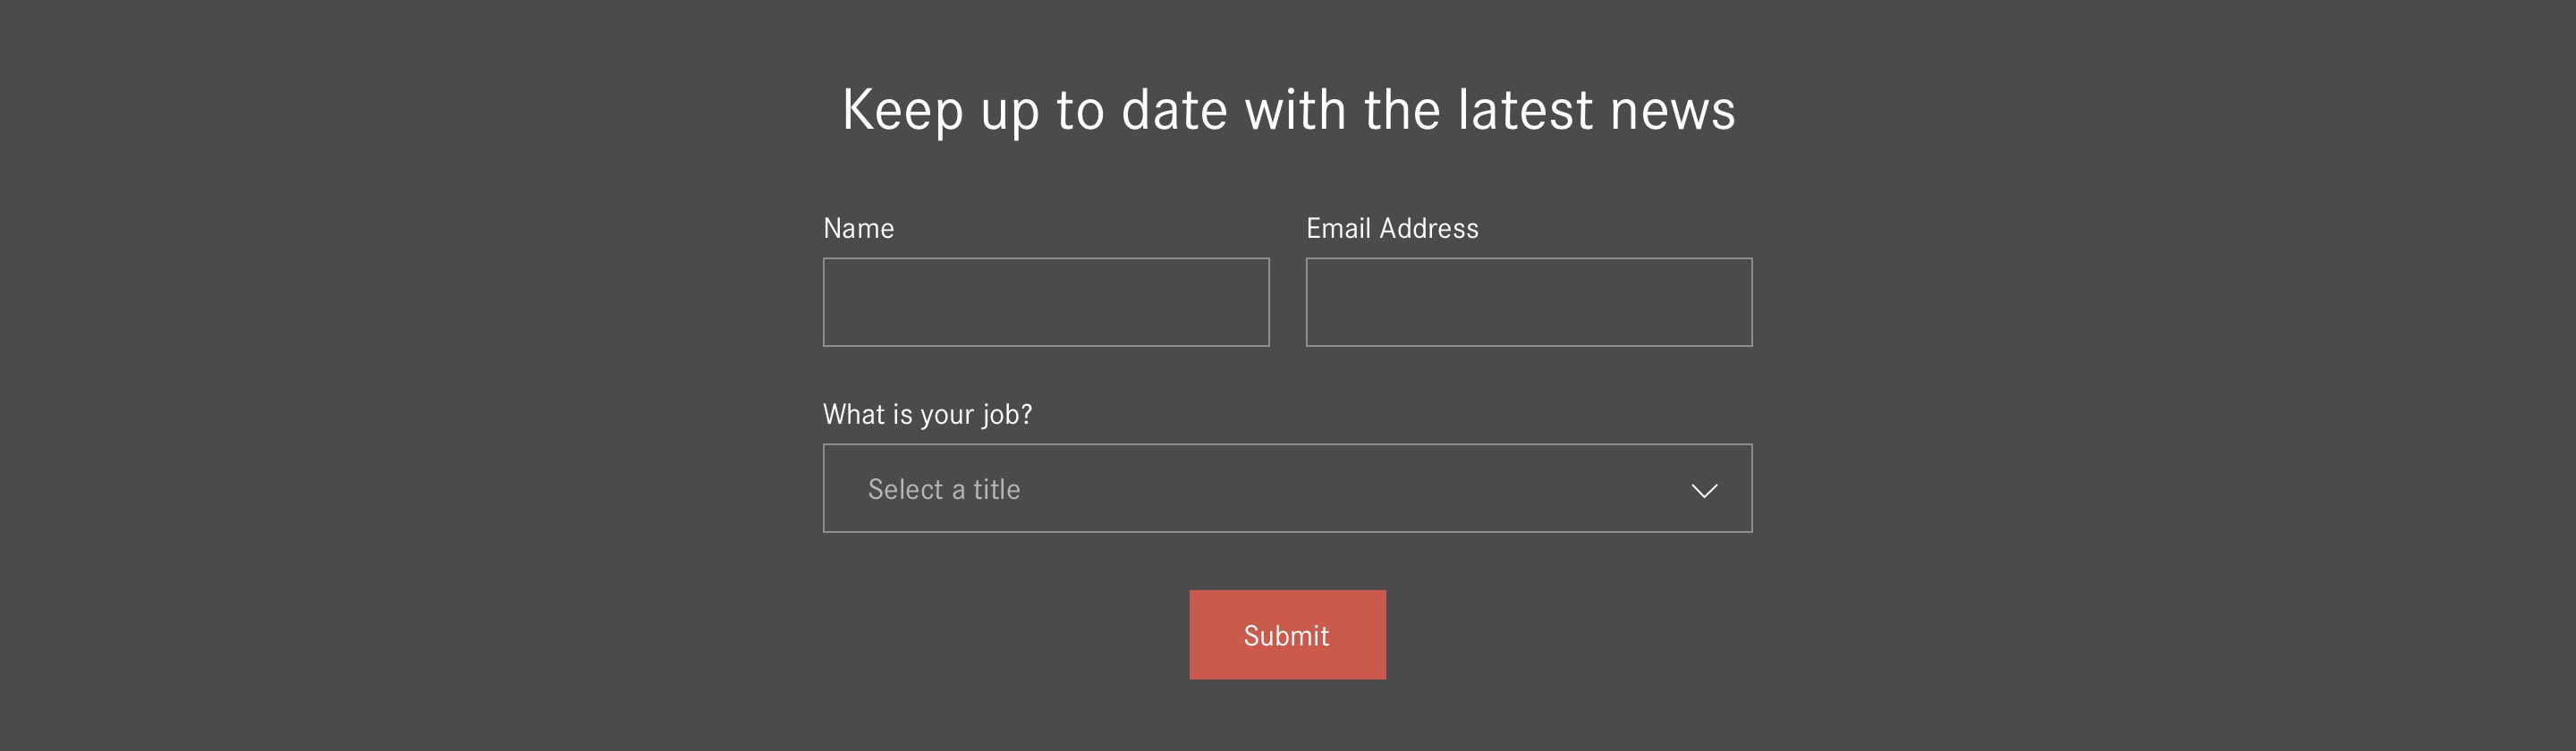 Keep up to date with the latest news
Name
Email Address
What is your job?
Select a title
Submit